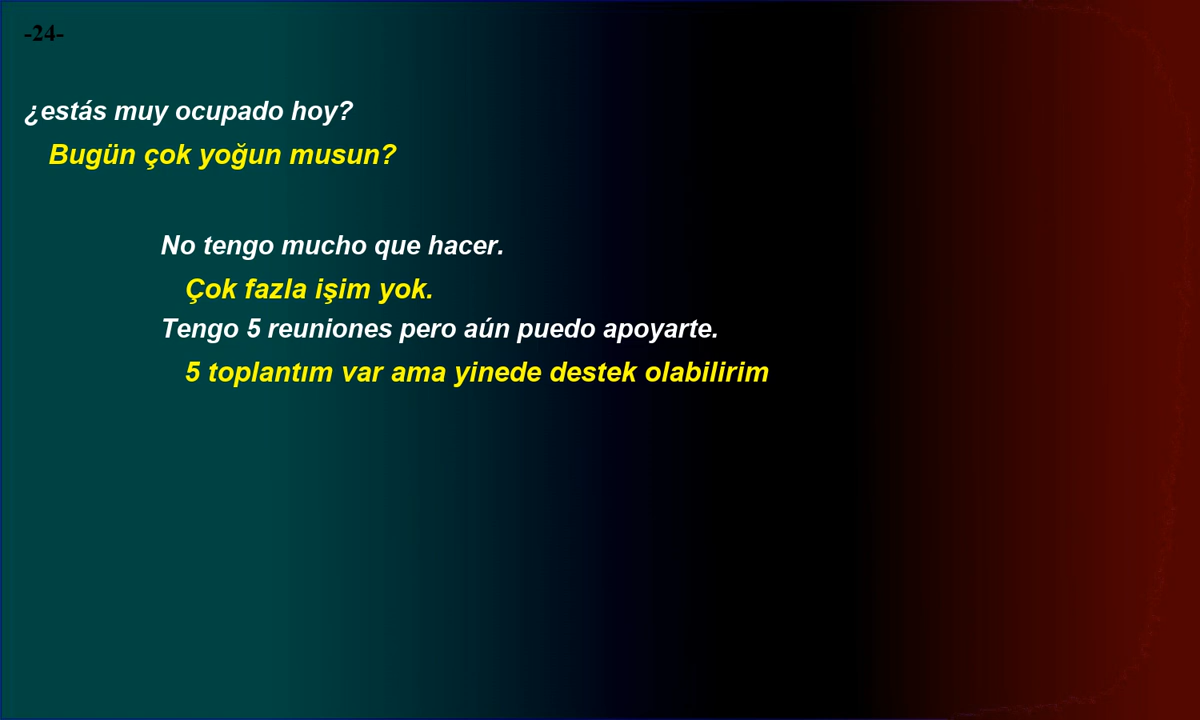 -24-
¿estás muy ocupado hoy?
Bugün çok yoğun musun?
No tengo mucho que hacer.
Çok fazla işim yok.
Tengo 5 reuniones pero aún puedo apoyarte.
5 toplantım var ama yinede destek olabilirim